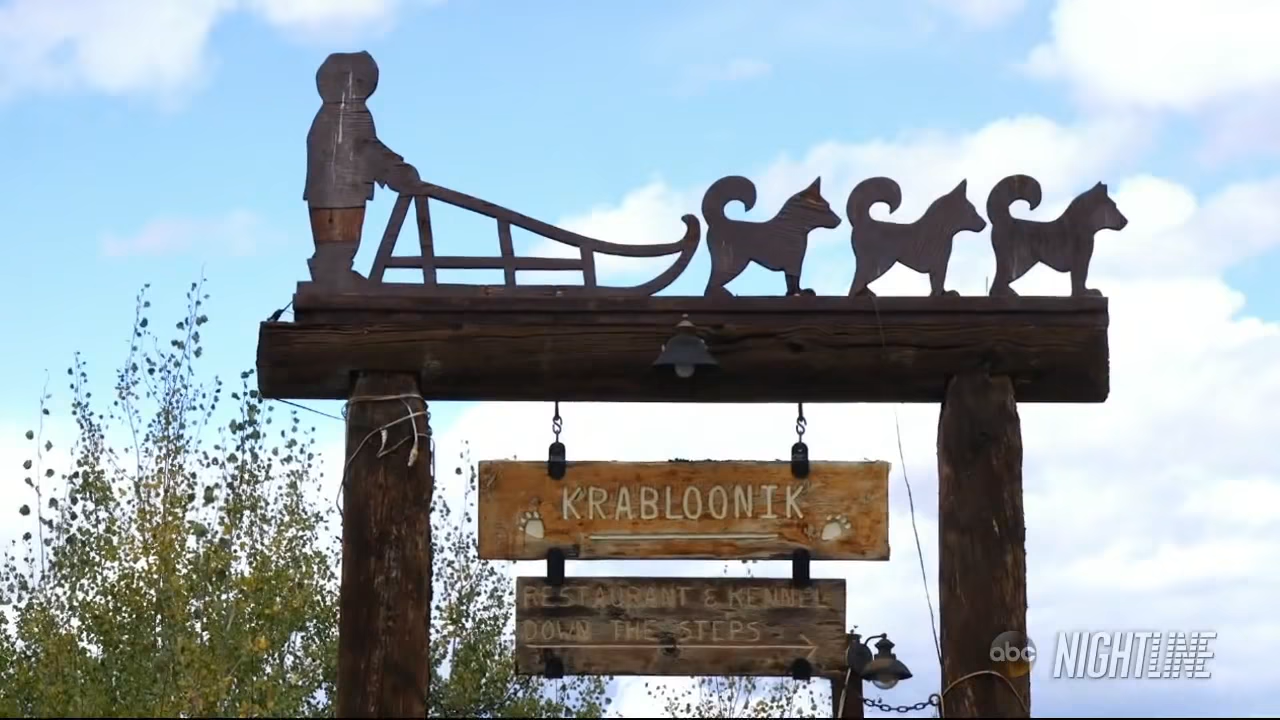 KRABLOONIK
RESTAURANT & KENNEL
DOWN THE STEPS
abc NIGHTLINE